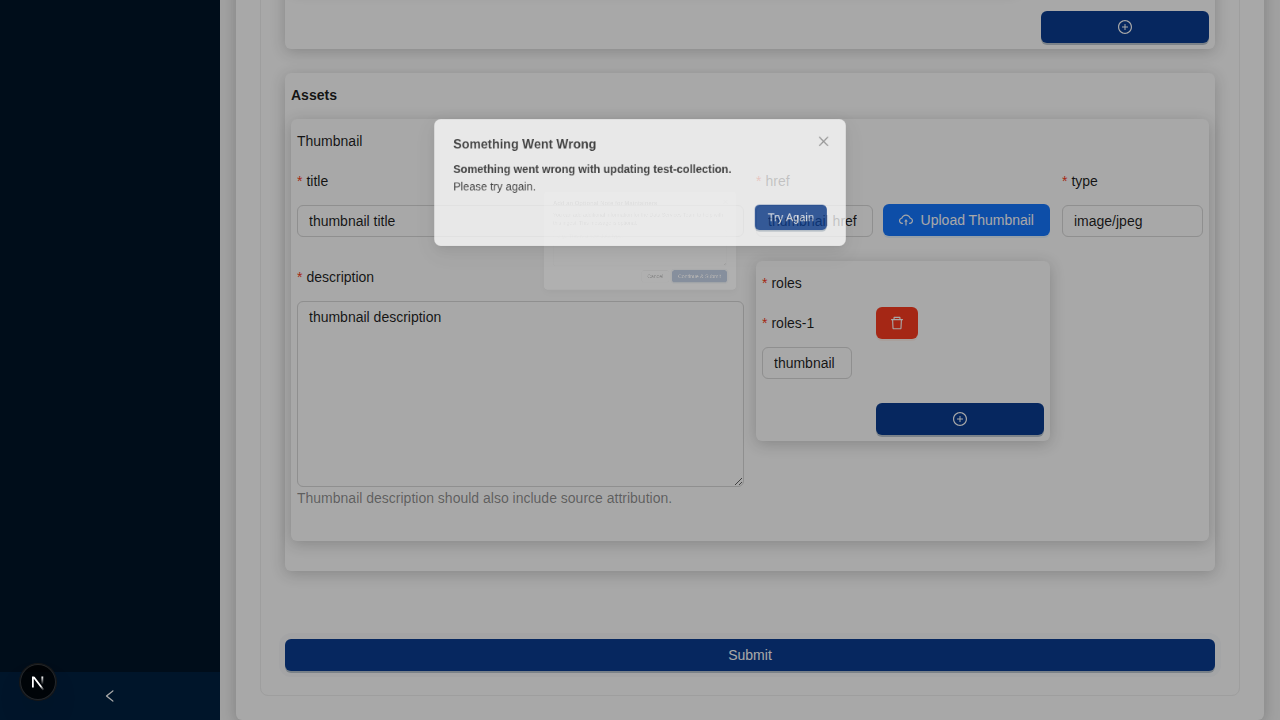 Assets
Something Went Wrong
Thumbnail
Something went wrong with updating test-collection.
Please try again.
* title
* href
* type
thumbnail title
thumbnail href
Try Again
Upload Thumbnail
image/jpeg
* description
Cancel
* roles
thumbnail description
* roles-1
thumbnail
Thumbnail description should also include source attribution.
Submit
N